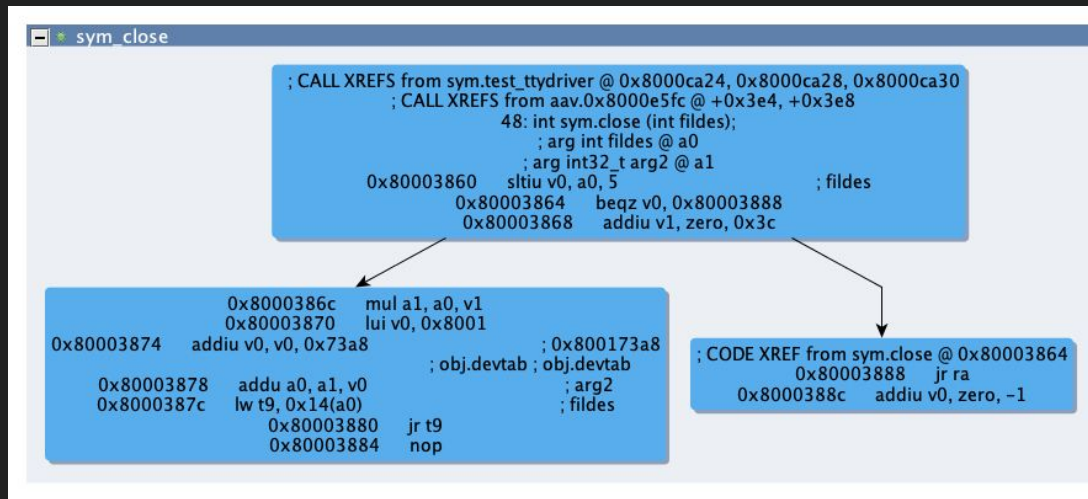 sym_close
; CALL XREFS from sym.test_ttydriver @ 0x8000ca24, 0x8000ca28, 0x8000ca30
; CALL XREFS from aav.0x8000e5fc @ +0x3e4, +0x3e8
48: int sym.close (int fildes);
; arg int fildes @ a0
; arg int32_t arg2 @ a1
0x80003860 sltiu v0, a0, 5 ; fildes
0x80003864 beqz v0, 0x80003888
0x80003868 addiu v1, zero, 0x3c
0x8000386c mul a1, a0, v1
0x80003870 lui v0, 0x8001
0x80003874 addiu v0, v0, 0x73a8 ; 0x800173a8
; obj.devtab ; obj.devtab
0x80003878 addu a0, a1, v0 ; arg2
0x8000387c lw t9, 0x14(a0) ; fildes
0x80003880 jr t9
0x80003884 nop
; CODE XREF from sym.close @ 0x80003864
0x80003888 jr ra
0x8000388c addiu v0, zero, -1